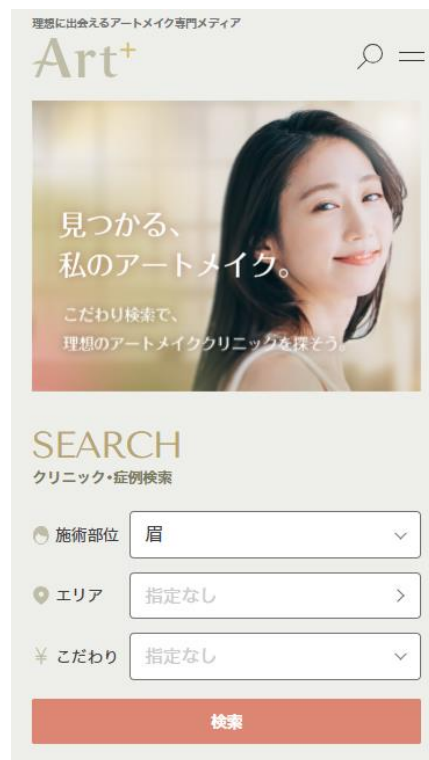 理想に出会えるアートメイク専門メディア
Art+
見つかる、
私のアートメイク。
こだわり検索で、
理想のアートメイククリニックを探そう。
SEARCH
クリニック・症例検索
施術部位 眉
エリア 指定なし
¥ こだわり 指定なし
検索